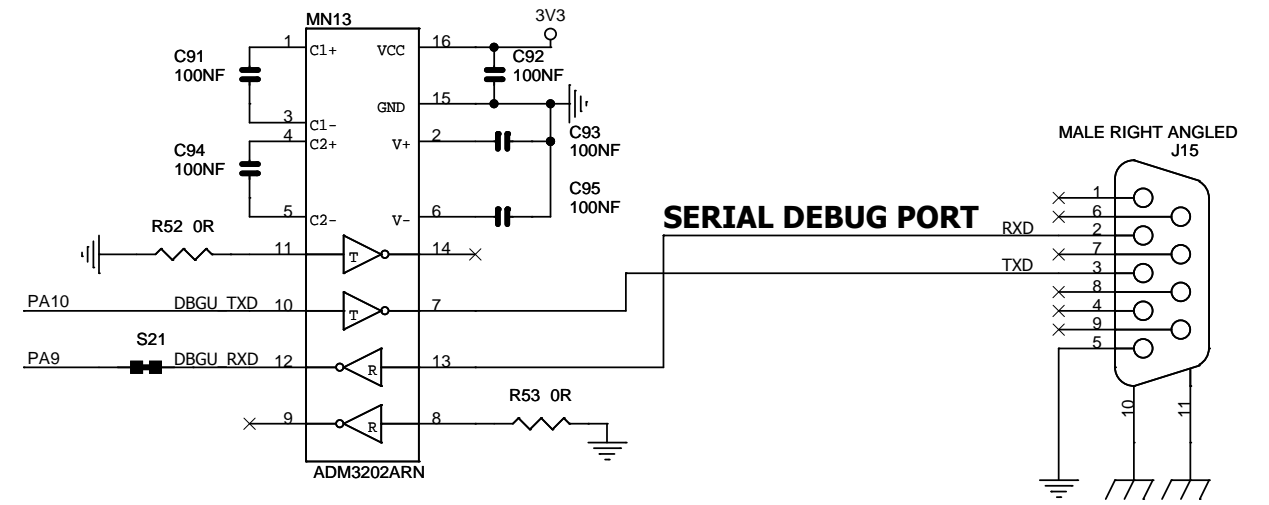 MN13
3V3
1
C1+
VCC
16
C91
100NF
C92
100NF
GND
15
3
C1-
4
C2+
V+
2
C93
100NF
C94
100NF
C95
100NF
5
C2-
V-
6
R52 0R
11
T
14
PA10
DBGU_TXD
10
T
7
S21
PA9
DBGU_RXD
12
R
13
R53 0R
9
R
8
ADM3202ARN
SERIAL DEBUG PORT
MALE RIGHT ANGLED
J15
1
6
RXD
2
7
TXD
3
8
4
9
5
10
11